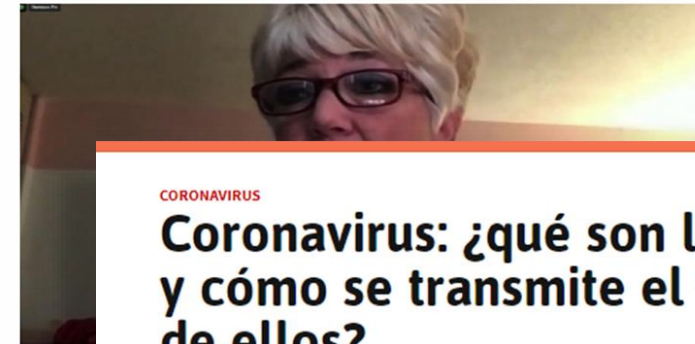 CORONAVIRUS
Coronavirus: ¿qué son l
y cómo se transmite el
de ellos?